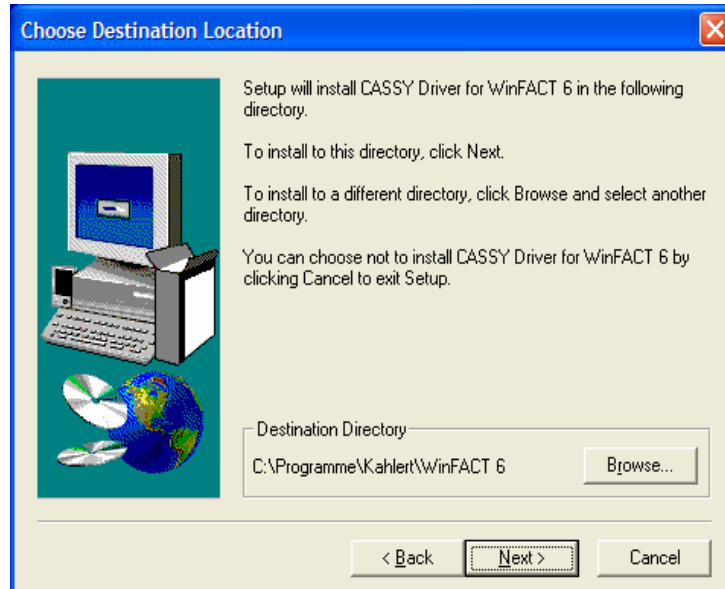 Choose Destination Location
Setup will install CASSY Driver for WinFACT 6 in the following
directory.
To install to this directory, click Next.
To install to a different directory, click Browse and select another
directory.
You can choose not to install CASSY Driver for WinFACT 6 by
clicking Cancel to exit Setup.
Destination Directory
C:\Programme\Kahlert\WinFACT 6
Browse...
< Back
Next >
Cancel